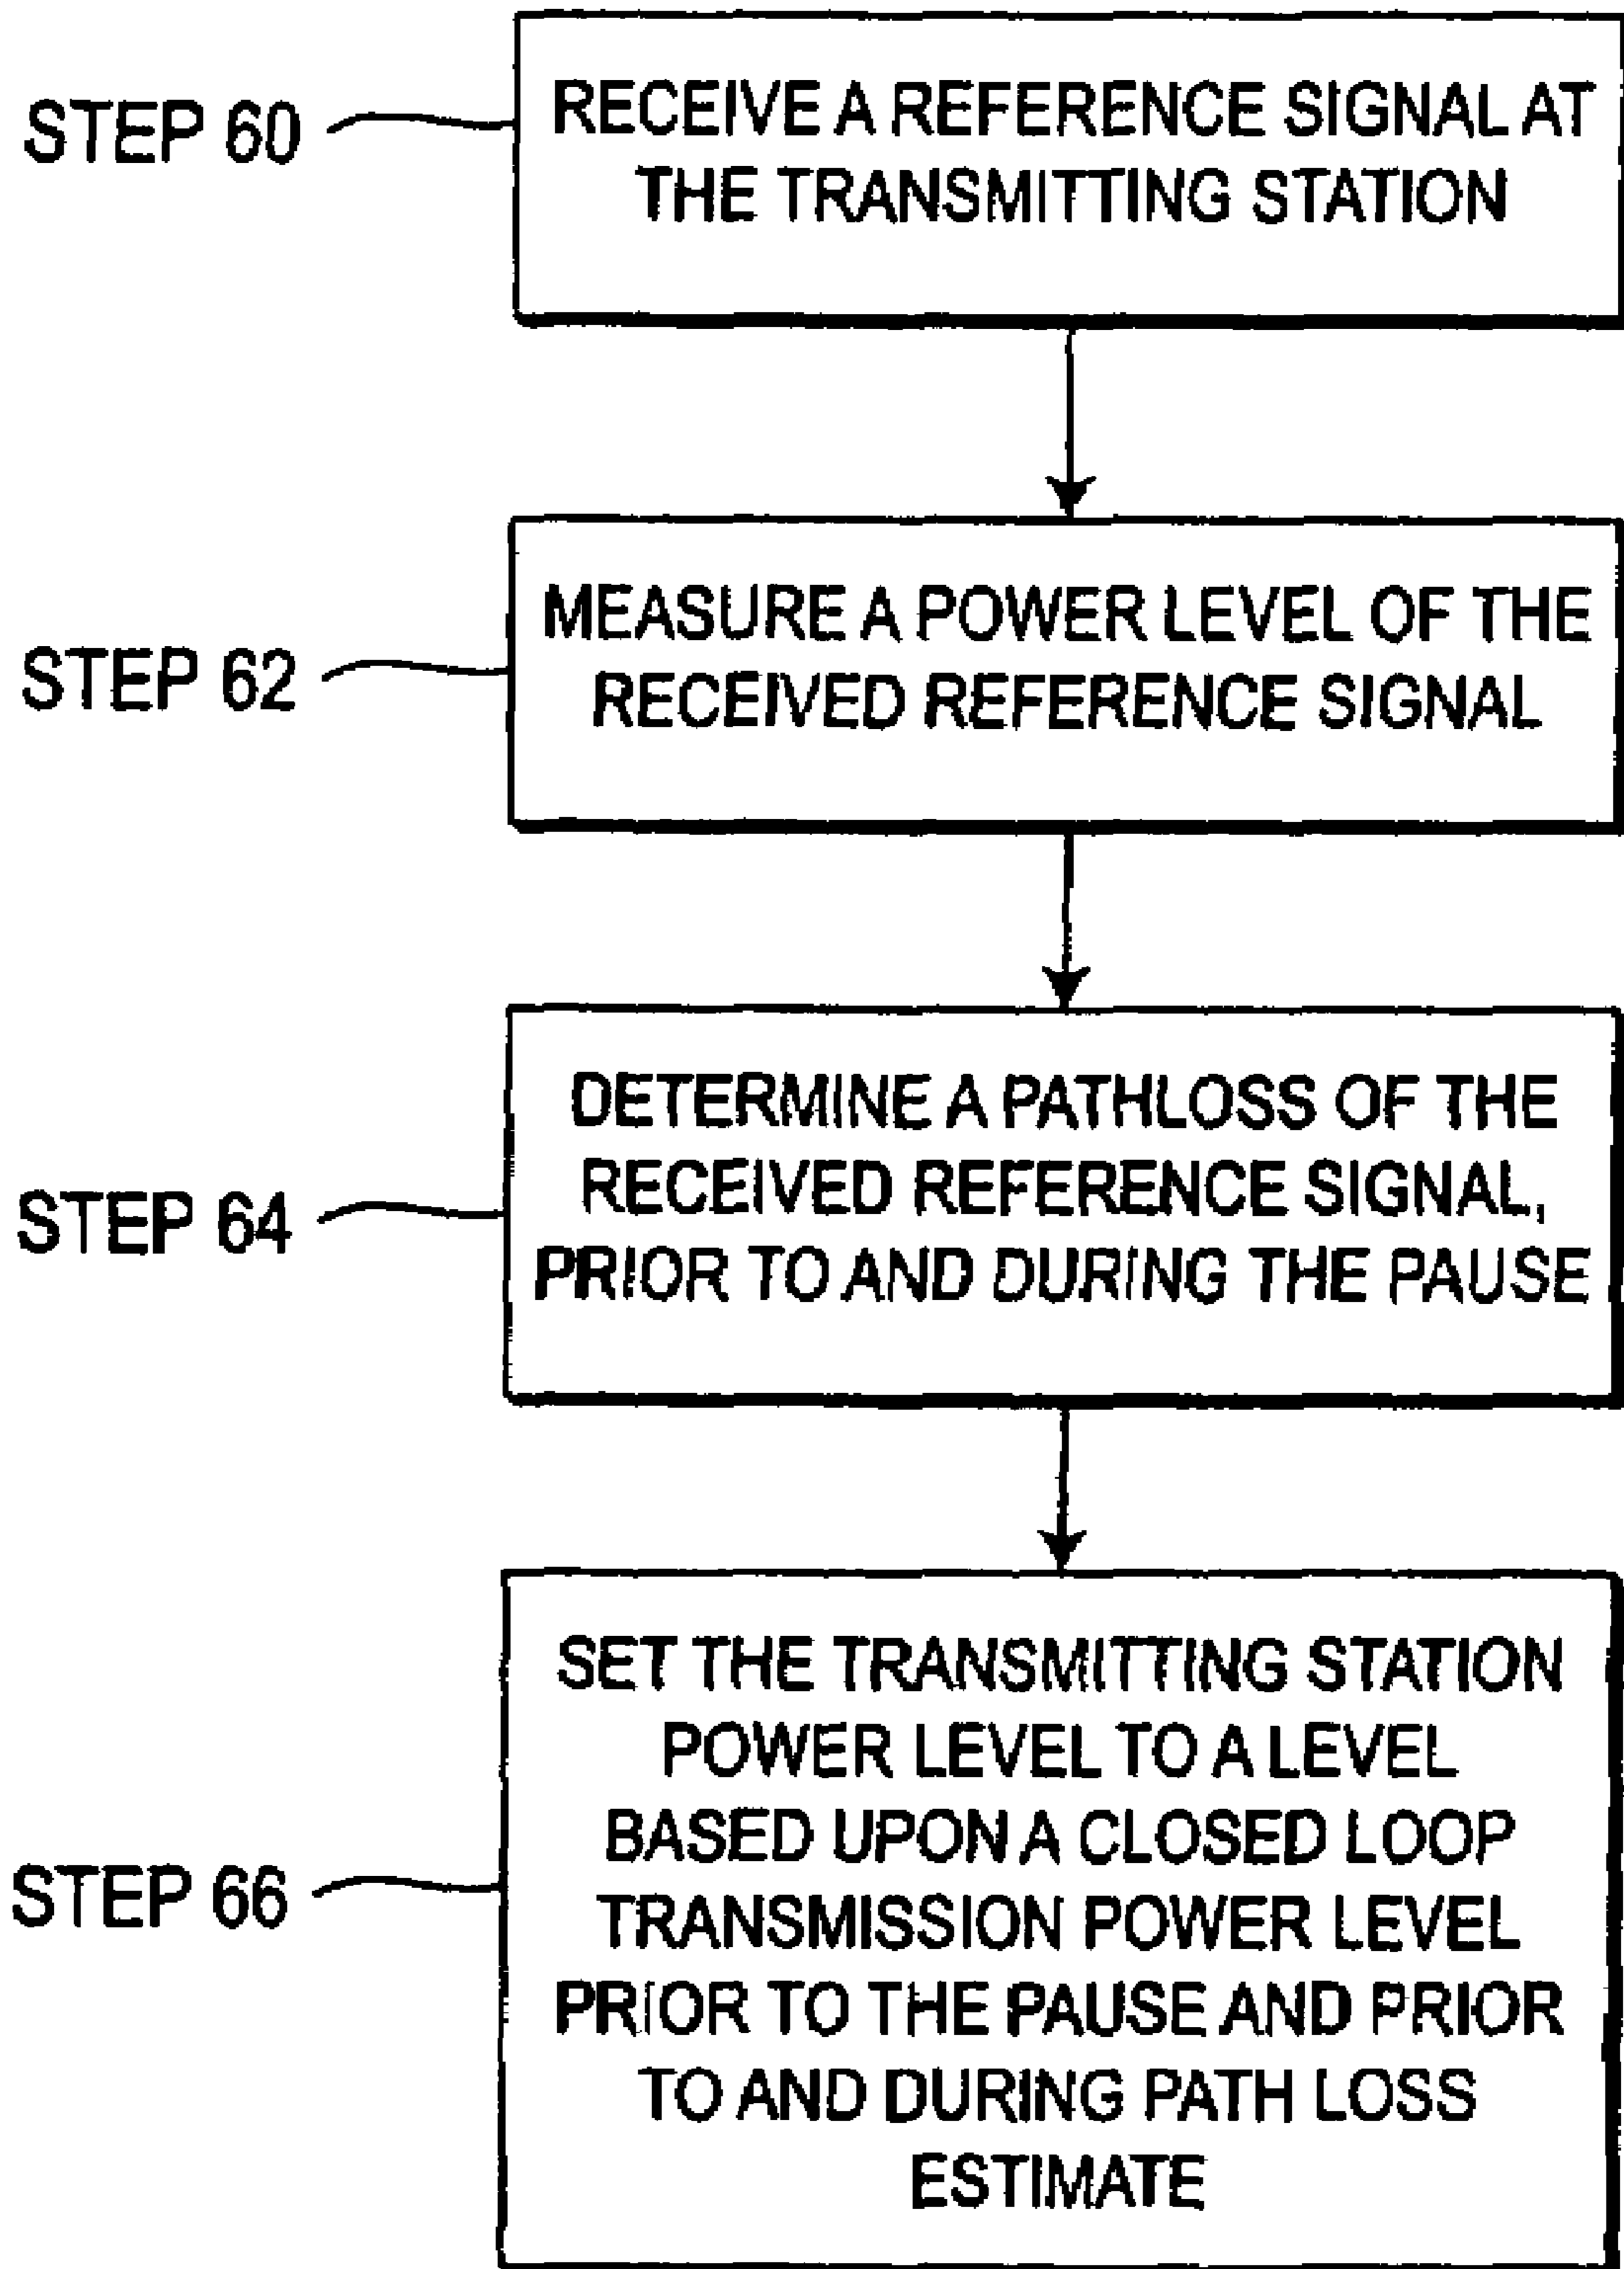 STEP 60
RECEIVE A REFERENCE SIGNAL AT
THE TRANSMITTING STATION
STEP 62
MEASURE A POWER LEVEL OF THE
RECEIVED REFERENCE SIGNAL
STEP 64
DETERMINE A PATHLOSS OF THE
RECEIVED REFERENCE SIGNAL,
PRIOR TO AND DURING THE PAUSE
STEP 66
SET THE TRANSMITTING STATION
POWER LEVEL TO A LEVEL
BASED UPON A CLOSED LOOP
TRANSMISSION POWER LEVEL
PRIOR TO THE PAUSE AND PRIOR
TO AND DURING PATH LOSS
ESTIMATE